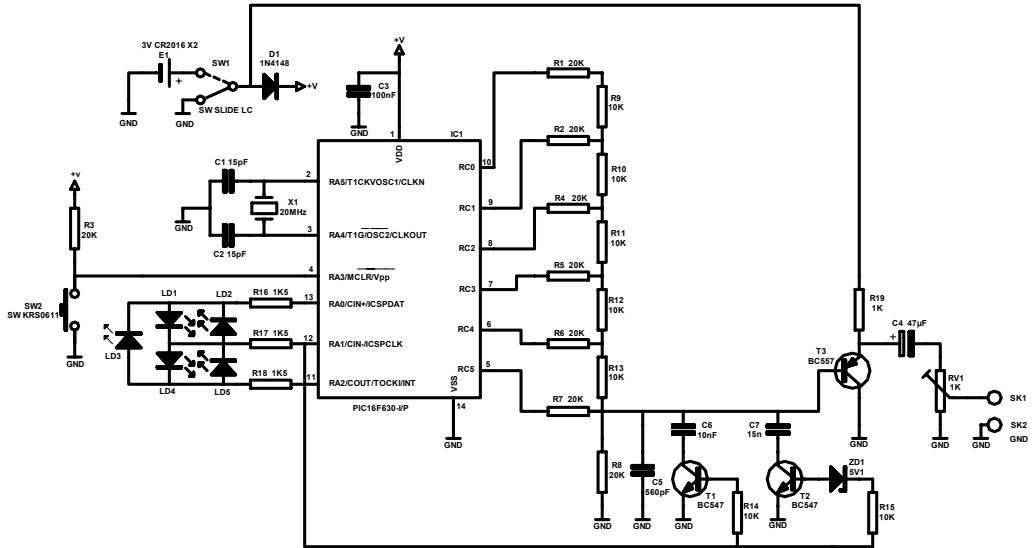 3V CR2016 X2
E1
+
SW1
D1
1N4148
+V
SW SLIDE LC
GND
GND
+V
C3
100nF
GND
R1 20K
R9
10K
R2 20K
R10
10K
R4 20K
R11
10K
R5 20K
R12
10K
R6 20K
R13
10K
R7 20K
R8
20K
GND
1
VDD
IC1
RC0
10
RC1
9
RC2
8
RC3
7
RC4
6
RC5
5
VSS
14
GND
PIC16F630-I/P
2
RA5/T1CKVOSC1/CLKN
3
RA4/T1G/OSC2/CLKOUT
4
RA3/MCLR/Vpp
13
RA0/CIN+/ICSPDAT
12
RA1/CIN-/ICSPCLK
11
RA2/COUT/TOCKI/INT
C1 15pF
X1
20MHz
C2 15pF
GND
+v
R3
20K
SW2
SW KRS0611
GND
LD1
LD2
LD3
LD4
LD5
R16 1K5
R17 1K5
R18 1K5
C5
560pF
GND
C6
10nF
T1
BC547
GND
R14
10K
C7
15n
T2
BC547
GND
ZD1
5V1
R15
10K
R19
1K
T3
BC557
GND
+
C4 47µF
RV1
1K
GND
SK1
SK2
GND
GND